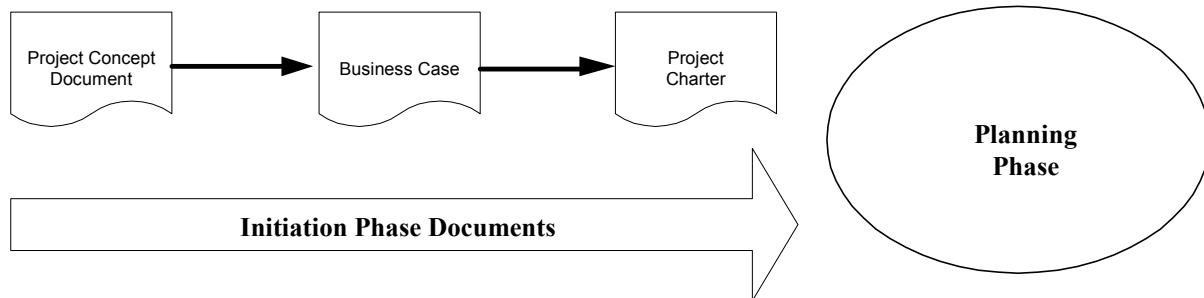 Project Concept
Document
Business Case
Project
Charter
Planning
Phase
Initiation Phase Documents